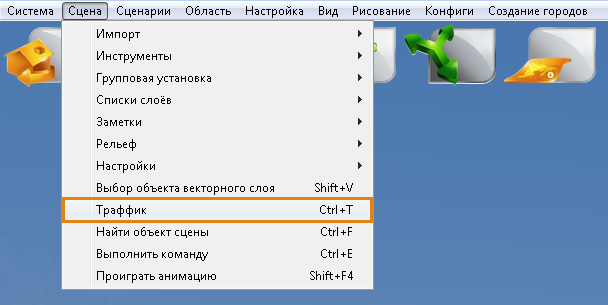 Система Сцена Сценарии Область Настройка Вид Рисование Конфиги Создание городов
Импорт
Инструменты
Групповая установка
Списки слоёв
Заметки
Рельеф
Настройки
Выбор объекта векторного слоя Shift+V
Траффик Ctrl+T
Найти объект сцены Ctrl+F
Выполнить команду Ctrl+E
Проиграть анимацию Shift+F4